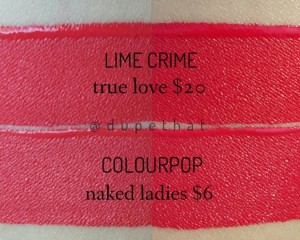 LIME CRIME
true love $20
@dupethat
COLOURPOP
naked ladies $6